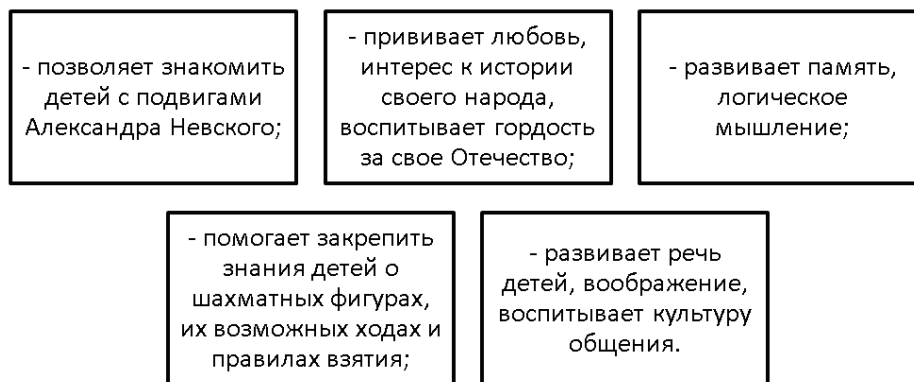 - позволяет знакомить
детей с подвигами
Александра Невского;
- прививает любовь,
интерес к истории
своего народа,
воспитывает гордость
за свое Отечество;
- развивает память,
логическое
мышление;
- помогает закрепить
знания детей о
шахматных фигурах,
их возможных ходах и
правилах взятия;
- развивает речь
детей, воображение,
воспитывает культуру
общения.